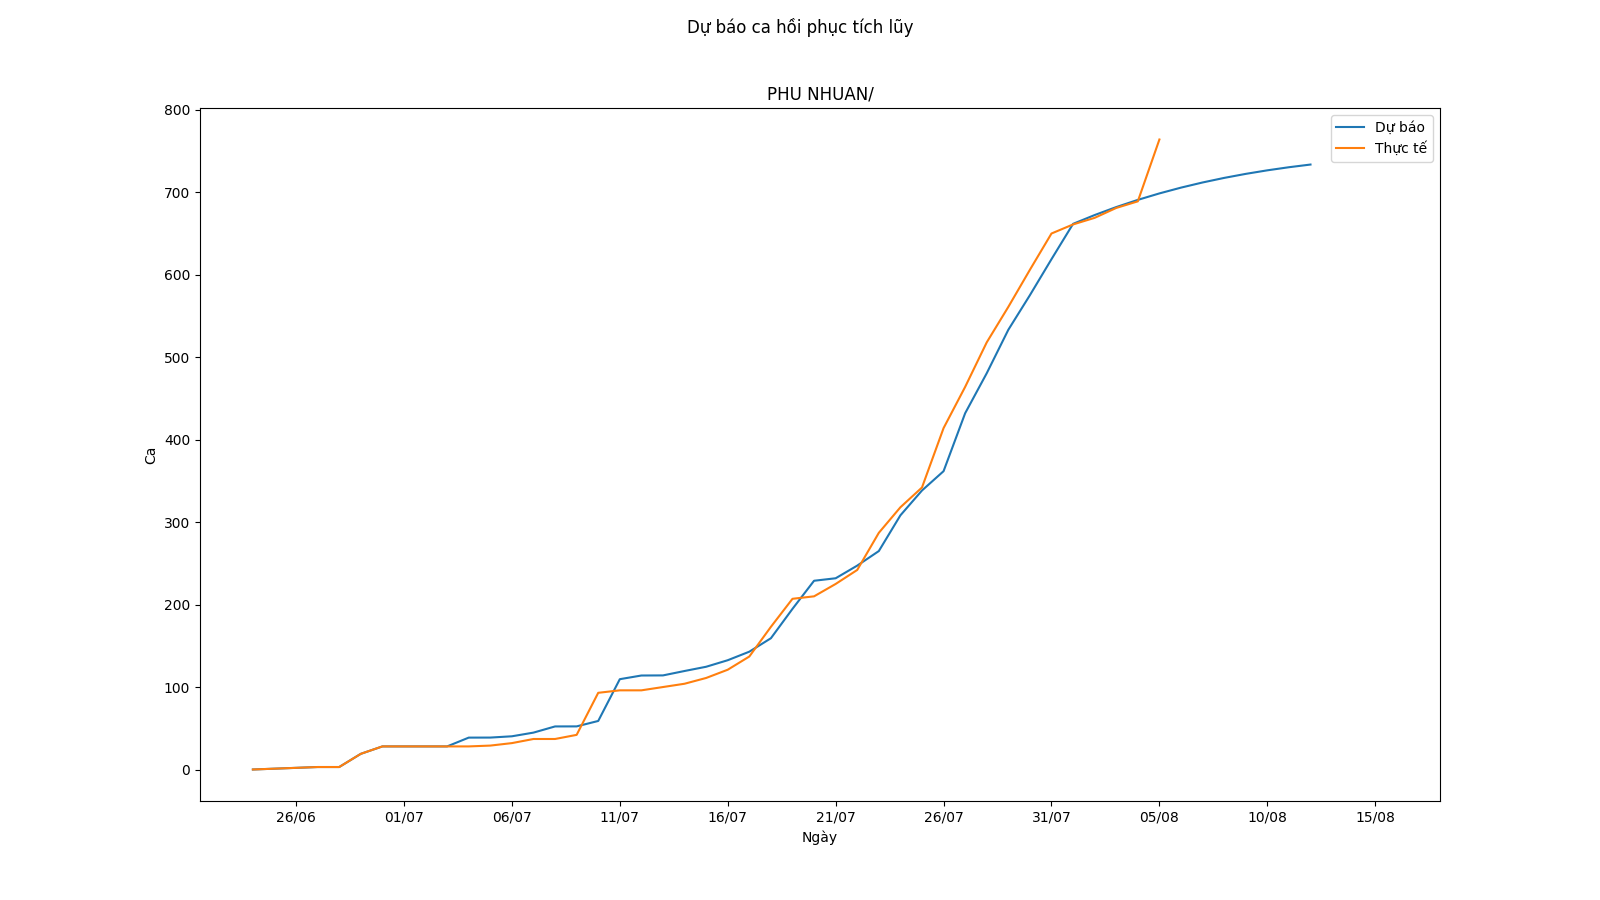 Dự báo ca hồi phục tích lũy
PHU NHUAN/
Dự báo
Thực tế
800
700
600
500
400
300
200
100
0
Ca
26/06 01/07 06/07 11/07 16/07 21/07 26/07 31/07 05/08 10/08 15/08
Ngày